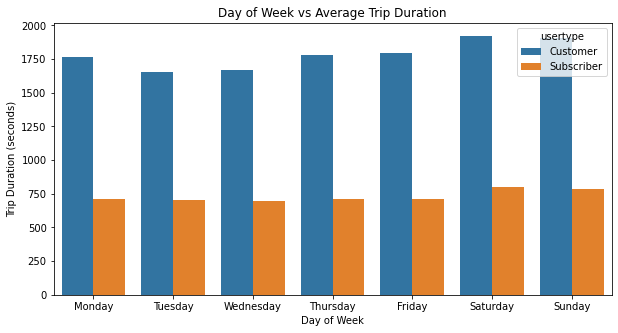 Day of Week vs Average Trip Duration
usertype
Customer
Subscriber
Trip Duration (seconds)
2000
1750
1500
1250
1000
750
500
250
0
Monday Tuesday Wednesday Thursday Friday Saturday Sunday
Day of Week